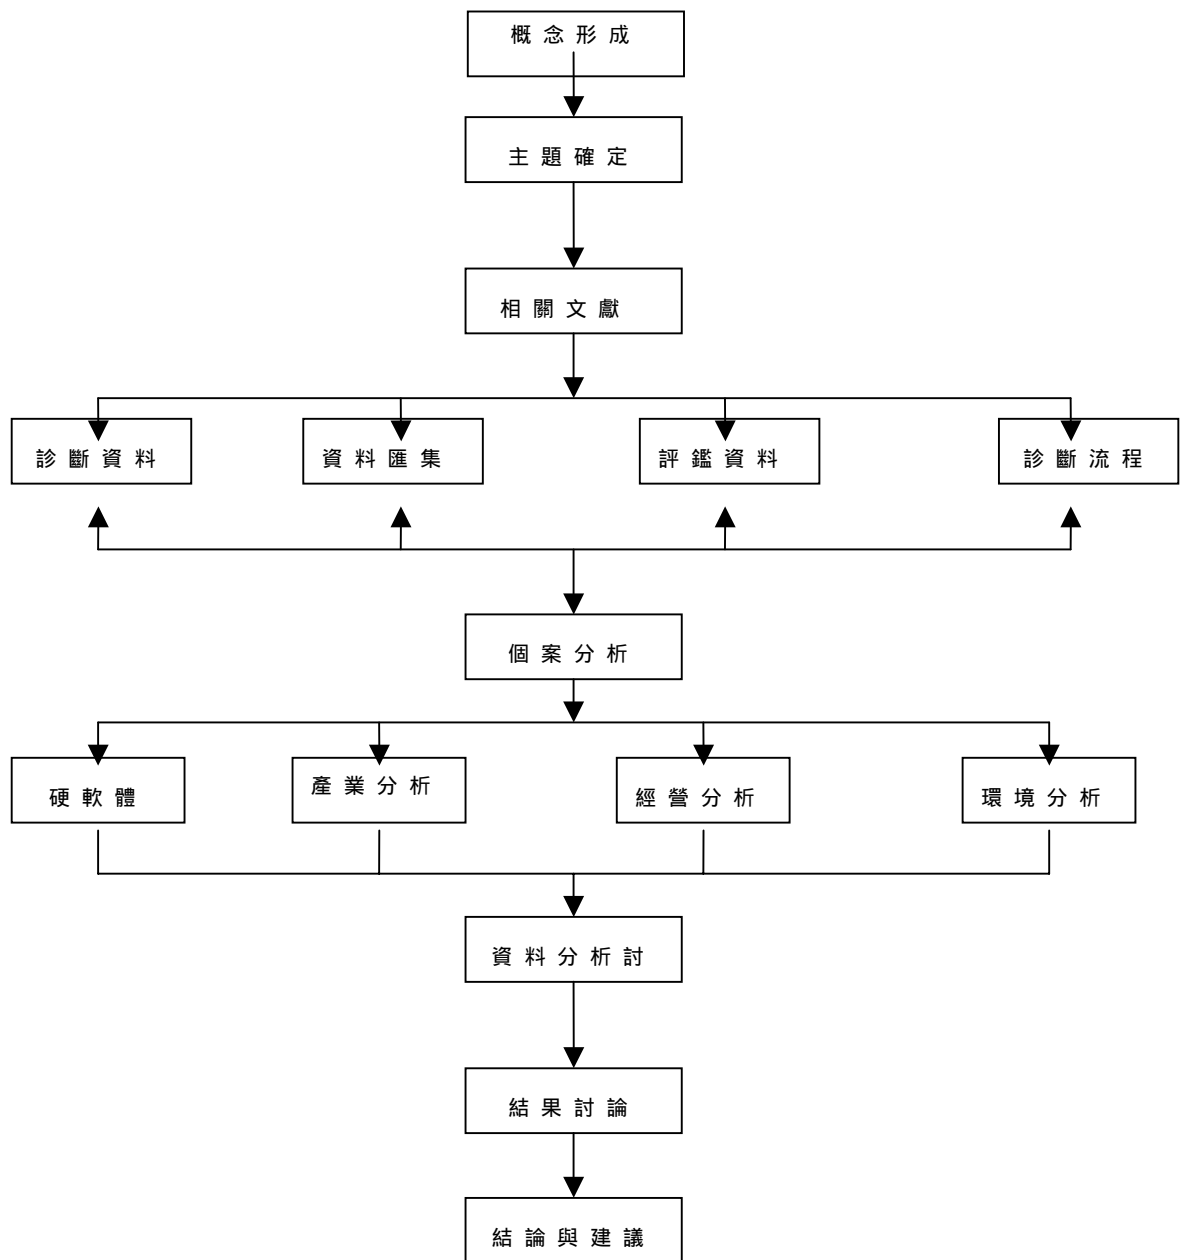 概念形成
主題確定
相關文獻
診斷資料
資料匯集
評鑑資料
診斷流程
個案分析
硬軟體
產業分析
經營分析
環境分析
資料分析討
結果討論
結論與建議